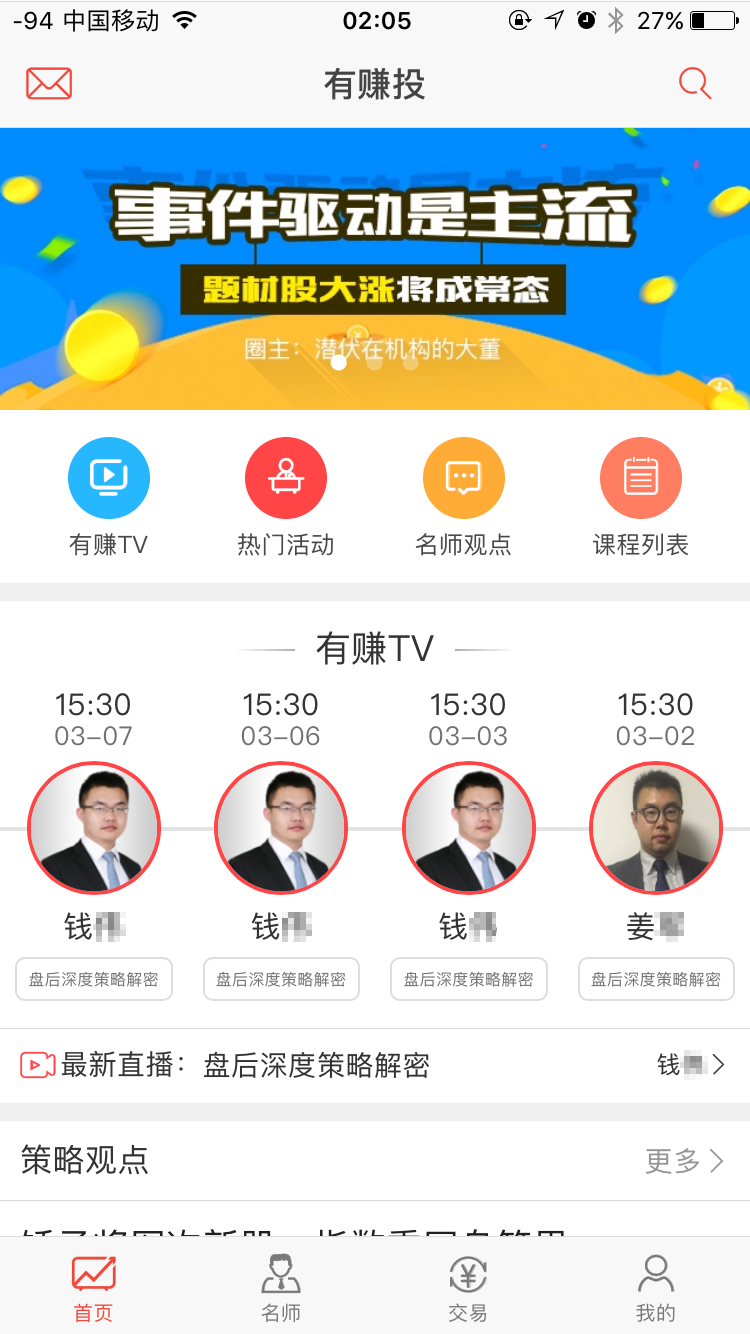 -94 中国移动 02:05 27%
有赚投
事件驱动是主流
题材股大涨将成常态
圈主：潜伏在机构的大董
有赚TV 热门活动 名师观点 课程列表
有赚TV
15:30 15:30 15:30 15:30
03-07 03-06 03-03 03-02
钱 钱 钱 姜
盘后深度策略解密 盘后深度策略解密 盘后深度策略解密 盘后深度策略解密
最新直播：盘后深度策略解密 钱
策略观点 更多
首页 名师 交易 我的